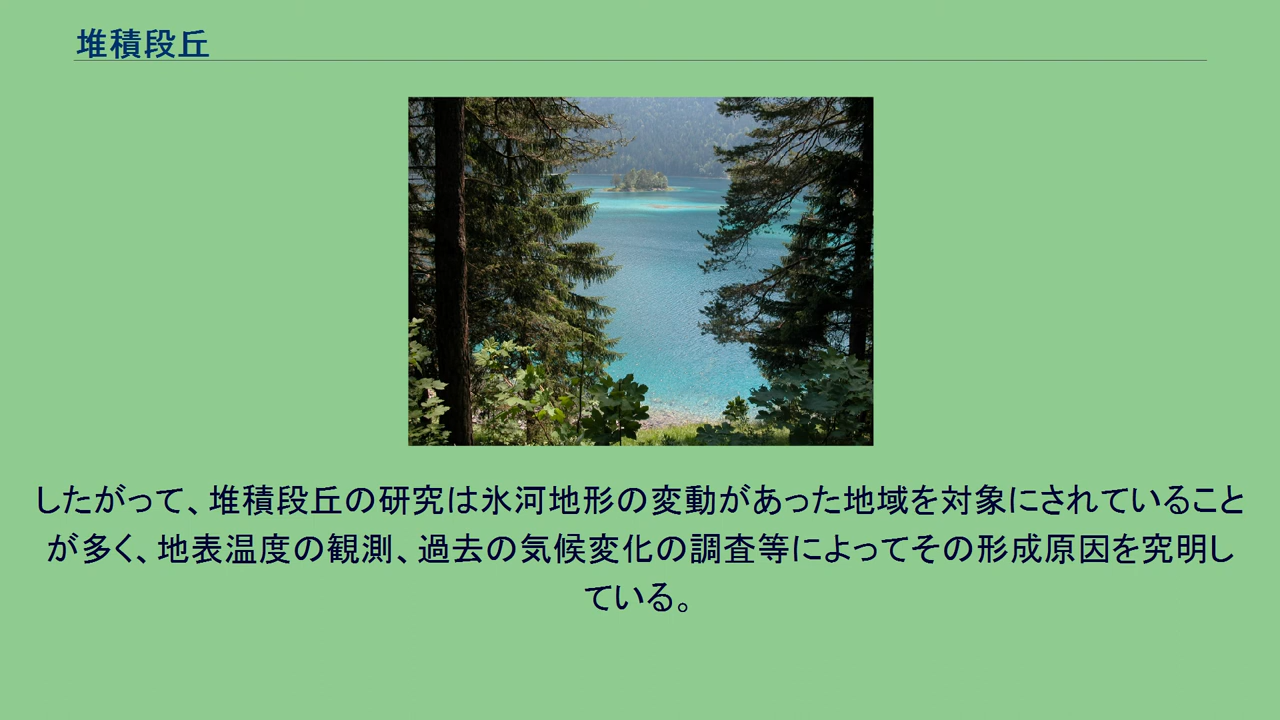 堆積段丘
したがって、堆積段丘の研究は氷河地形の変動があった地域を対象にされていること
が多く、地表温度の観測、過去の気候変化の調査等によってその形成原因を究明し
ている。